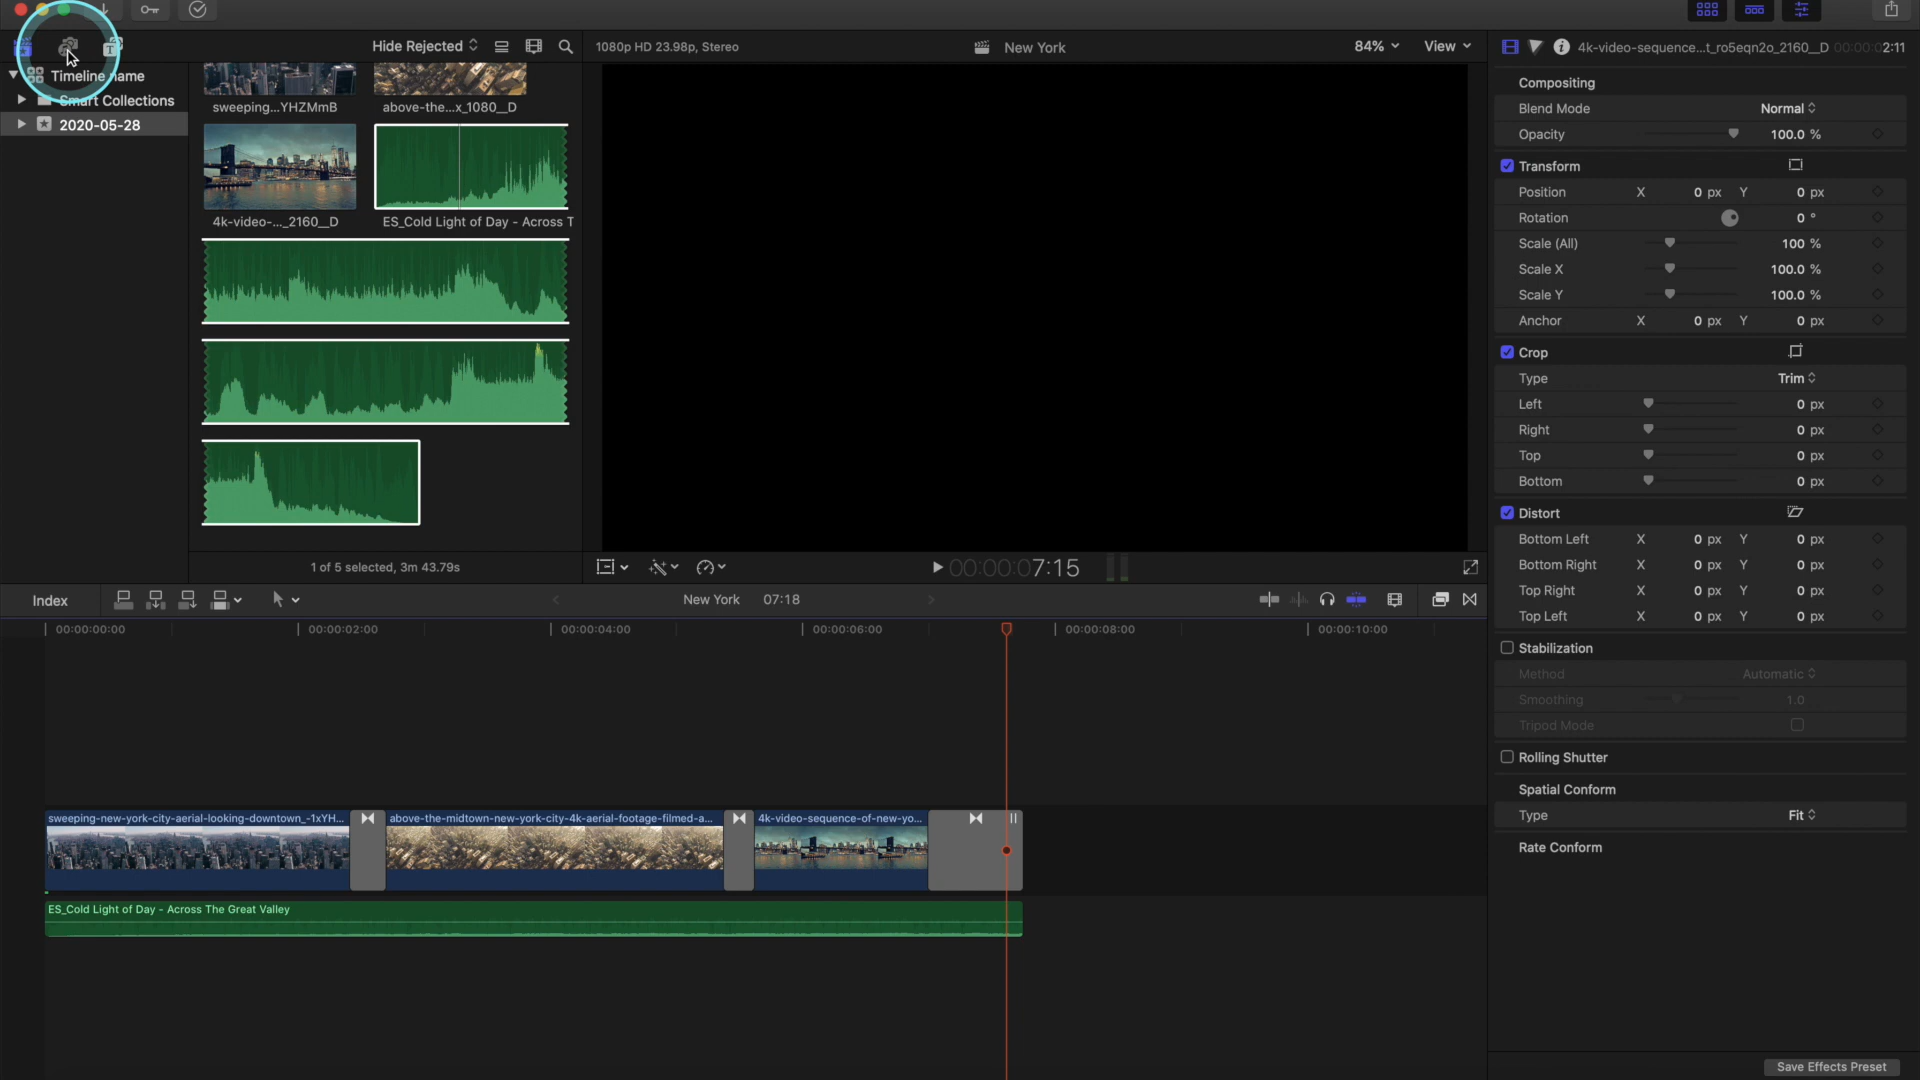 Hide Rejected
1080p HD 23.98p, Stereo
New York
84%
View
4k-video-sequence...t_ro5eqn2o_2160__D
00:00:02:11
Timeline name
Smart Collections
2020-05-28
sweeping...YHZMmB
above-the...x_1080__D
4k-video-..._2160__D
ES_Cold Light of Day - Across T
1 of 5 selected, 3m 43.79s
00:00:07:15
Compositing
Blend Mode
Normal
Opacity
100.0 %
Transform
Position X 0 px Y 0 px
Rotation 0 °
Scale (All) 100 %
Scale X 100.0 %
Scale Y 100.0 %
Anchor X 0 px Y 0 px
Crop
Type Trim
Left 0 px
Right 0 px
Top 0 px
Bottom 0 px
Distort
Bottom Left X 0 px Y 0 px
Bottom Right X 0 px Y 0 px
Top Right X 0 px Y 0 px
Top Left X 0 px Y 0 px
Stabilization
Method Automatic
Smoothing 1.0
Tripod Mode
Rolling Shutter
Spatial Conform
Type Fit
Rate Conform
Save Effects Preset
Index
New York 07:18
00:00:00:00
00:00:02:00
00:00:04:00
00:00:06:00
00:00:08:00
00:00:10:00
sweeping-new-york-city-aerial-looking-downtown_-1xYH...
above-the-midtown-new-york-city-4k-aerial-footage-filmed-a...
4k-video-sequence-of-new-yo...
ES_Cold Light of Day - Across The Great Valley